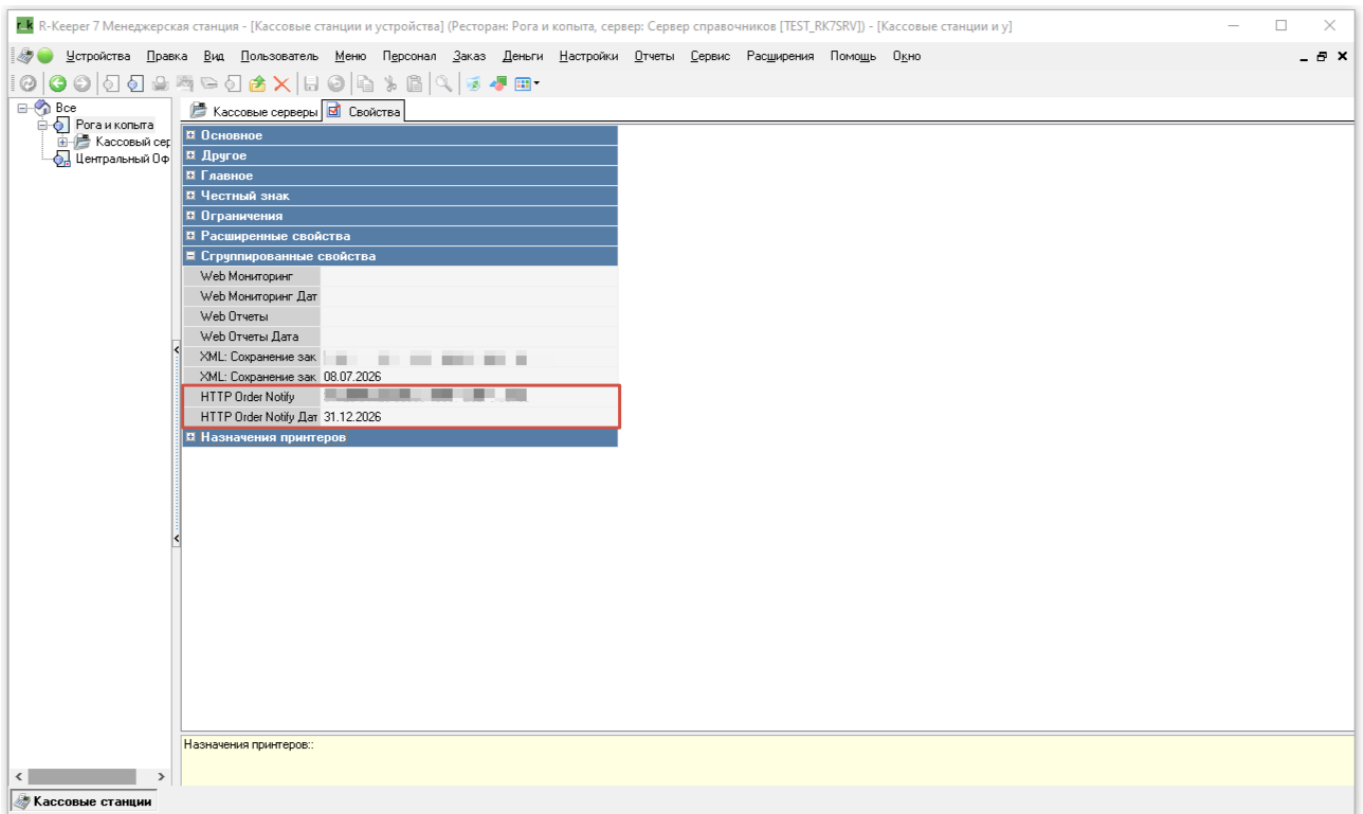 R-Keeper 7 Менеджерская станция - [Кассовые станции и устройства] (Ресторан: Рога и копыта, сервер: Сервер справочников [TEST_RK7SRV]) - [Кассовые станции и у]
Устройства Правка Вид Пользователь Меню Персонал Заказ Деньги Настройки Отчеты Сервис Расширения Помощь Окно
Все
Рога и копыта
Кассовый сер
Центральный Оф
Кассовые серверы Свойства
Основное
Другое
Главное
Честный знак
Ограничения
Расширенные свойства
Сгруппированные свойства
Web Мониторинг
Web Мониторинг Дат
Web Отчеты
Web Отчеты Дата
XML: Сохранение зак
XML: Сохранение зак 08.07.2026
HTTP Order Notify
HTTP Order Notify Дат 31.12.2026
Назначения принтеров
Назначения принтеров::
Кассовые станции